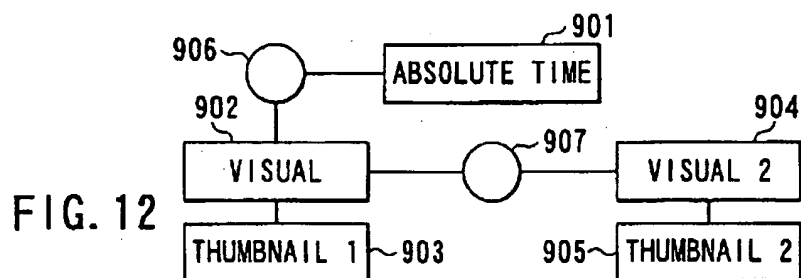 901
906
ABSOLUTE TIME
902
904
907
VISUAL
VISUAL 2
FIG. 12
THUMBNAIL 1
903
905
THUMBNAIL 2